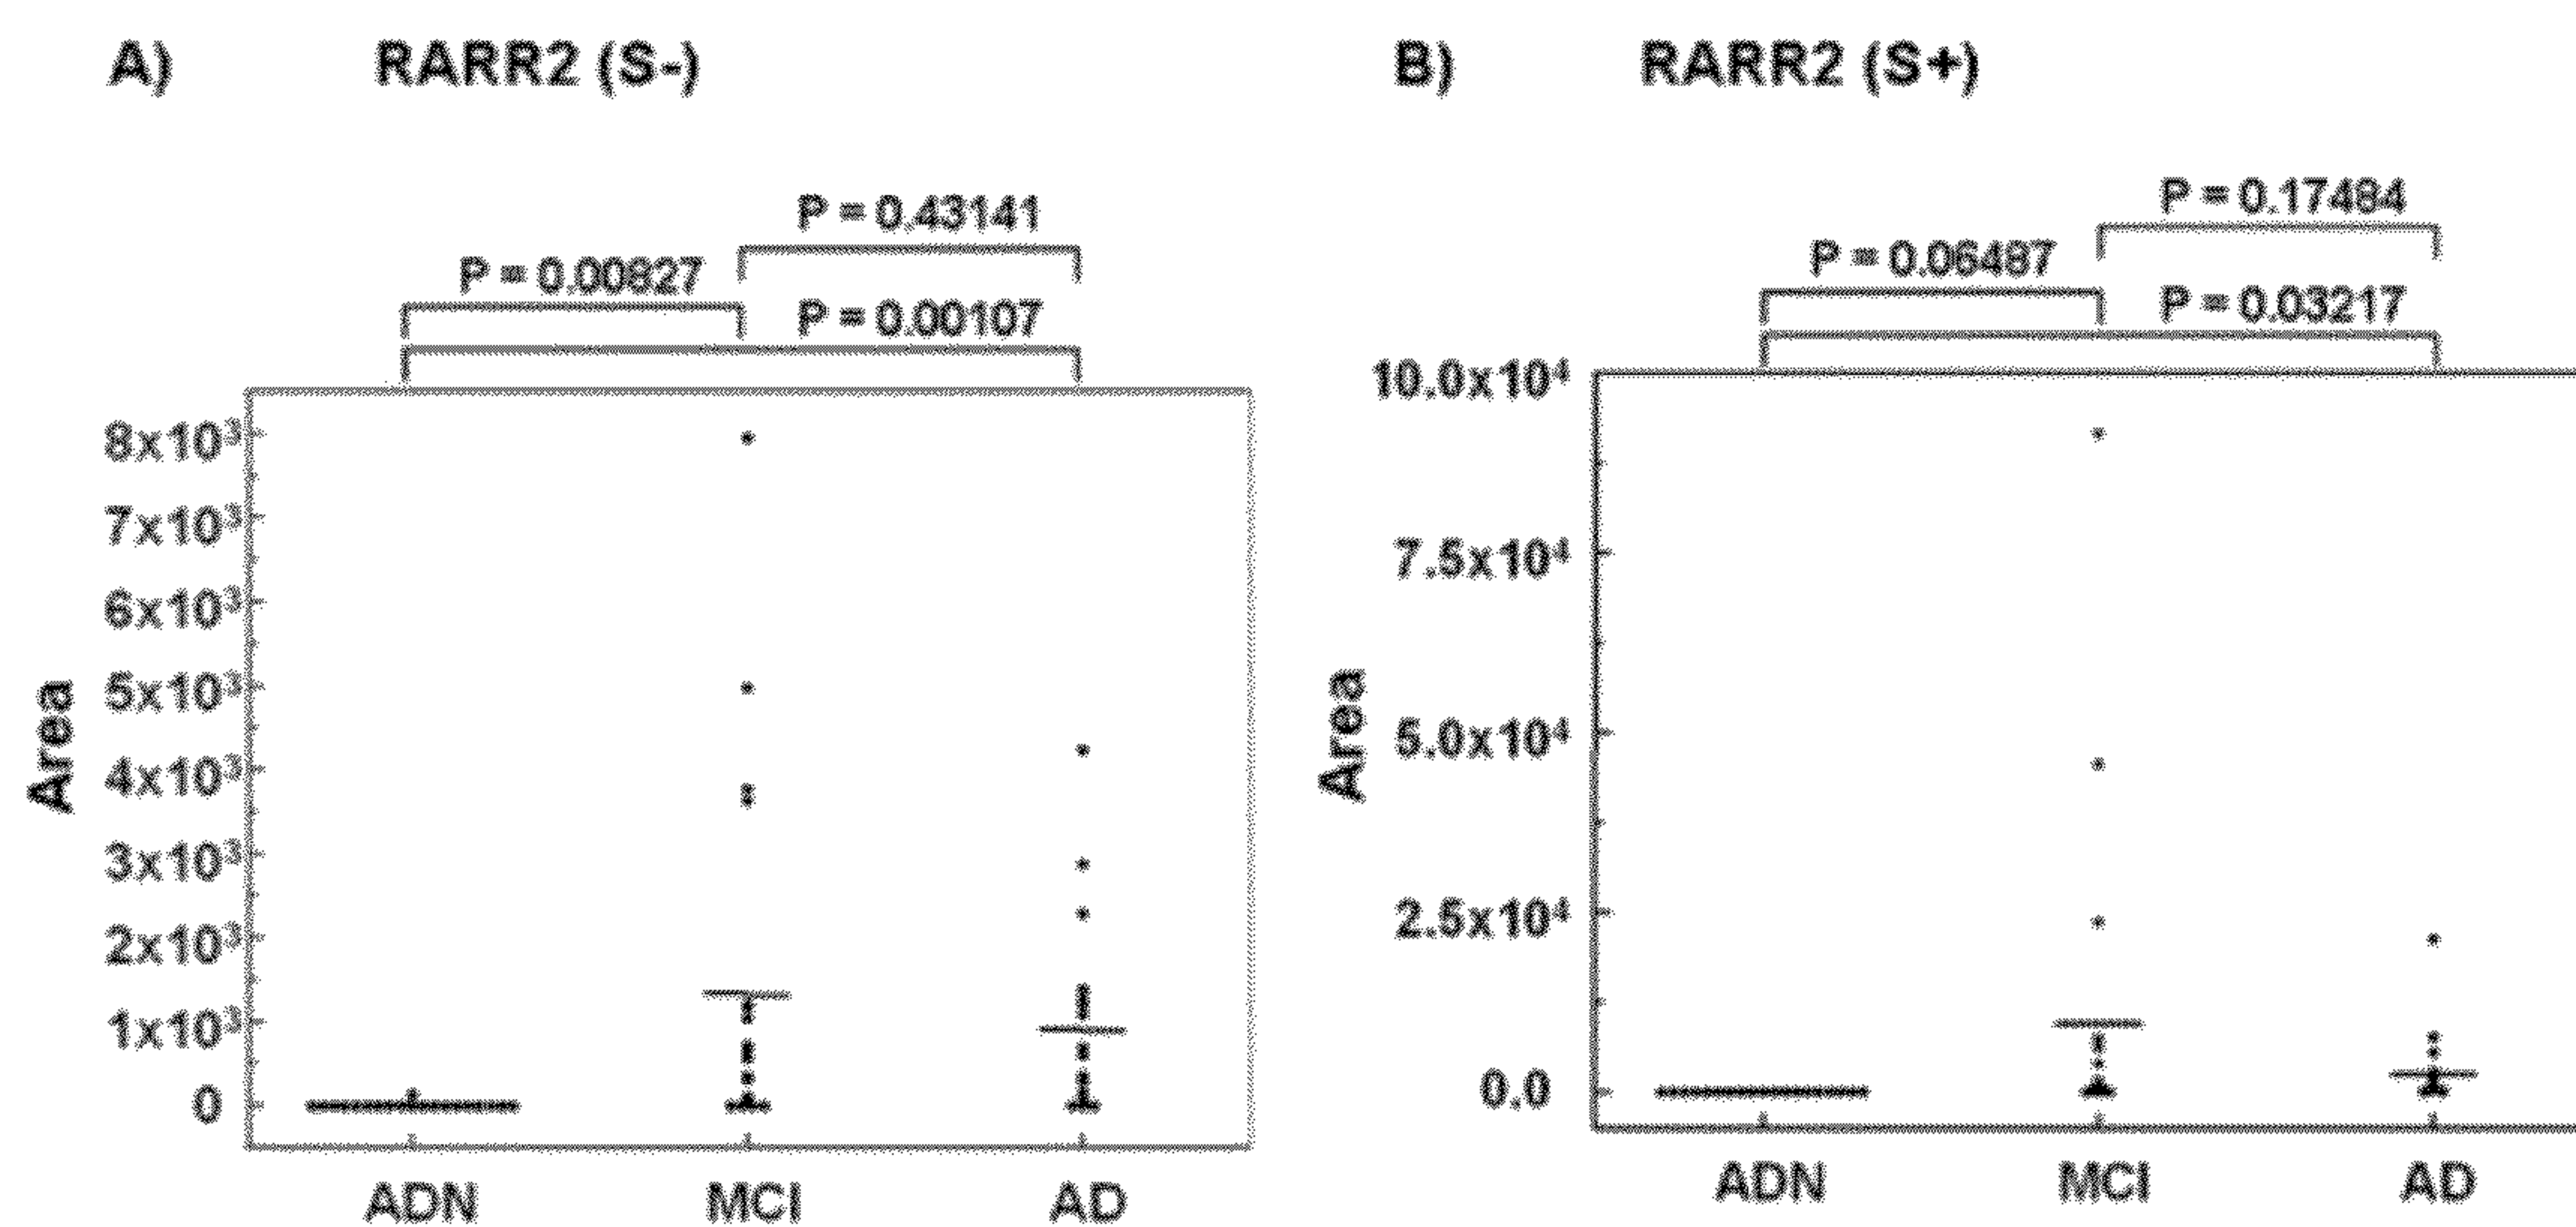 A) RARR2 (S-)
P = 0.43141
P = 0.00827
P = 0.00107
8x10³
7x10³
6x10³
5x10³
4x10³
3x10³
2x10³
1x10³
0
Area
ADN MCI AD
B) RARR2 (S+)
P = 0.17484
P = 0.06487
P = 0.03217
10.0x10⁴
7.5x10⁴
5.0x10⁴
2.5x10⁴
0.0
Area
ADN MCI AD